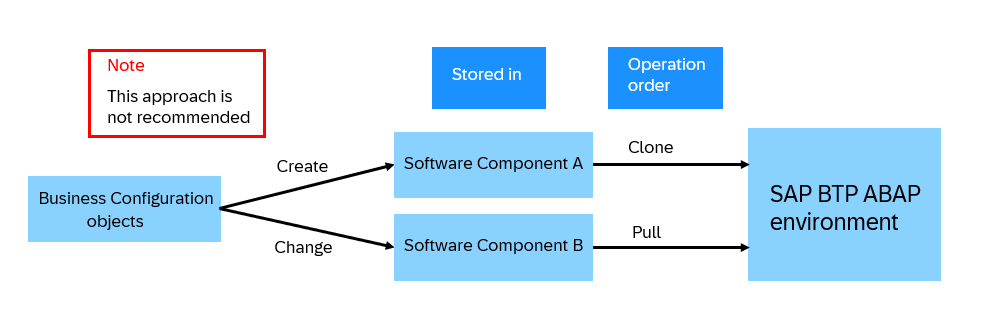 Note
This approach is
not recommended
Stored in
Operation
order
Create
Software Component A
Clone
Business Configuration
objects
SAP BTP ABAP
environment
Change
Software Component B
Pull